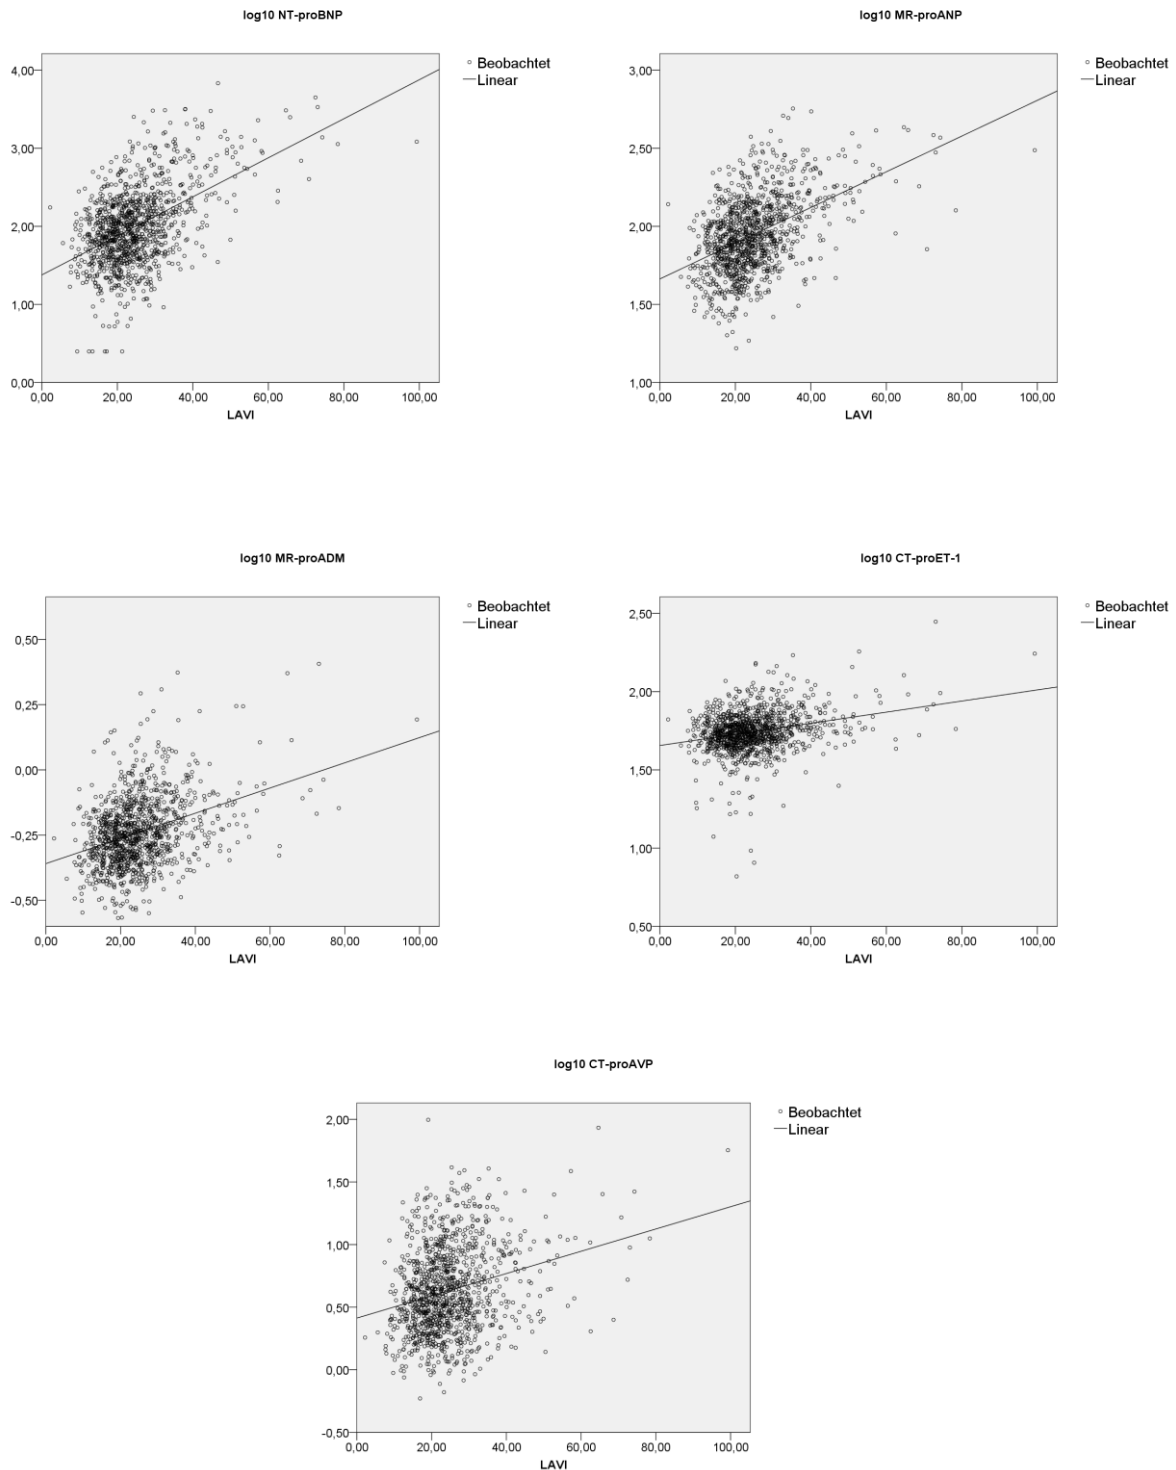 log10 NT-proBNP
4,00
3,00
2,00
1,00
0,00
0,00 20,00 40,00 60,00 80,00 100,00
LAVI
Beobachtet
Linear
log10 MR-proANP
3,00
2,50
2,00
1,50
1,00
0,00 20,00 40,00 60,00 80,00 100,00
LAVI
Beobachtet
Linear
log10 MR-proADM
0,50
0,25
0,00
-0,25
-0,50
0,00 20,00 40,00 60,00 80,00 100,00
LAVI
Beobachtet
Linear
log10 CT-proET-1
2,50
2,00
1,50
1,00
0,50
0,00 20,00 40,00 60,00 80,00 100,00
LAVI
Beobachtet
Linear
log10 CT-proAVP
2,00
1,50
1,00
0,50
0,00
-0,50
0,00 20,00 40,00 60,00 80,00 100,00
LAVI
Beobachtet
Linear